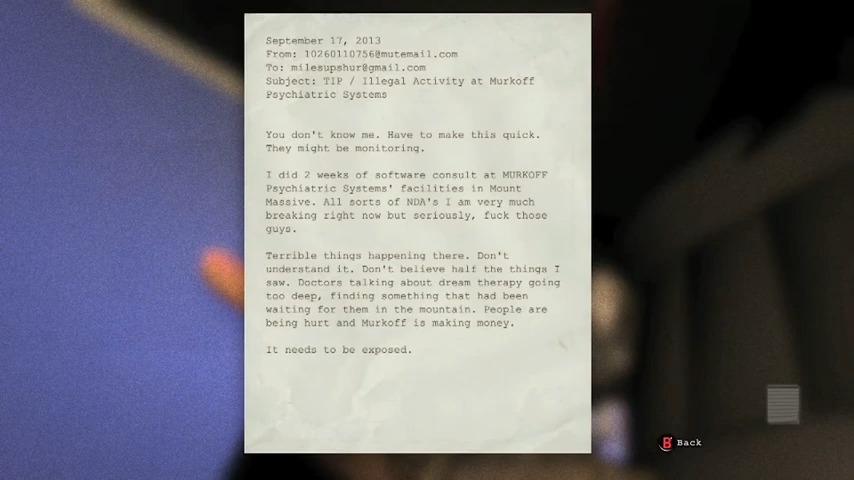 September 17, 2013
From: 10260110756@mutemail.com
To: milesupshur@gmail.com
Subject: TIP / Illegal Activity at Murkoff
Psychiatric Systems
You don't know me. Have to make this quick.
They might be monitoring.
I did 2 weeks of software consult at MURKOFF
Psychiatric Systems' facilities in Mount
Massive. All sorts of NDA's I am very much
breaking right now but seriously, fuck those
guys.
Terrible things happening there. Don't
understand it. Don't believe half the things I
saw. Doctors talking about dream therapy going
too deep, finding something that had been
waiting for them in the mountain. People are
being hurt and Murkoff is making money.
It needs to be exposed.
B Back